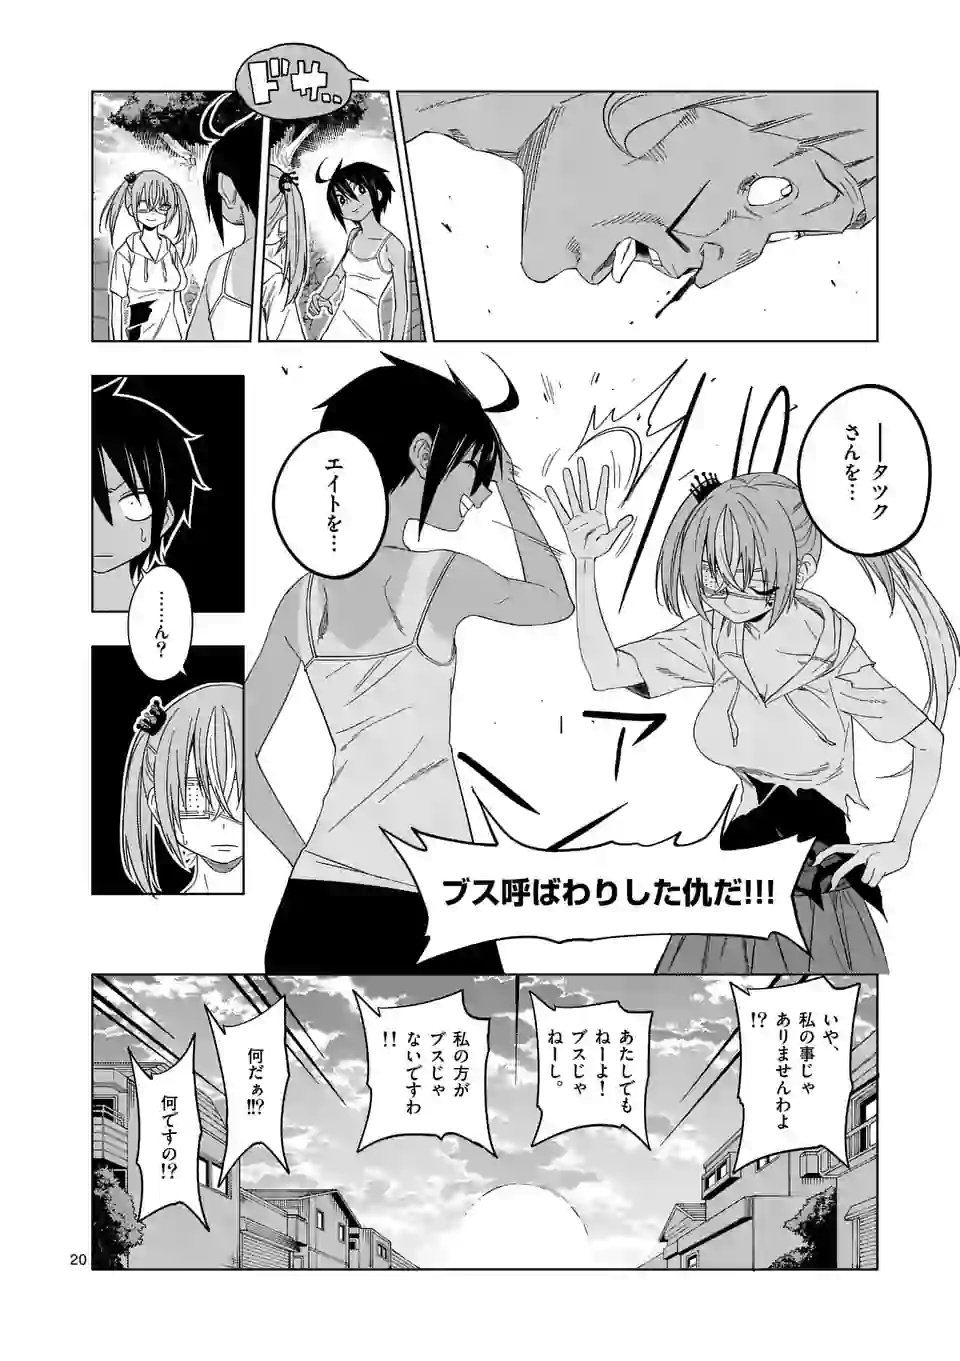 ドサ..
──タック
さんを…
エイトを…
パァン
ブス呼ばわりした仇だ!!!
……ん?
いや、
私の事じゃ
ありませんわよ
!?
あたしでも
ねーよ!
ブスじゃ
ねーし。
私の方が
ブスじゃ
ないですわ
!!
何だぁ!!?
何ですの!?
20